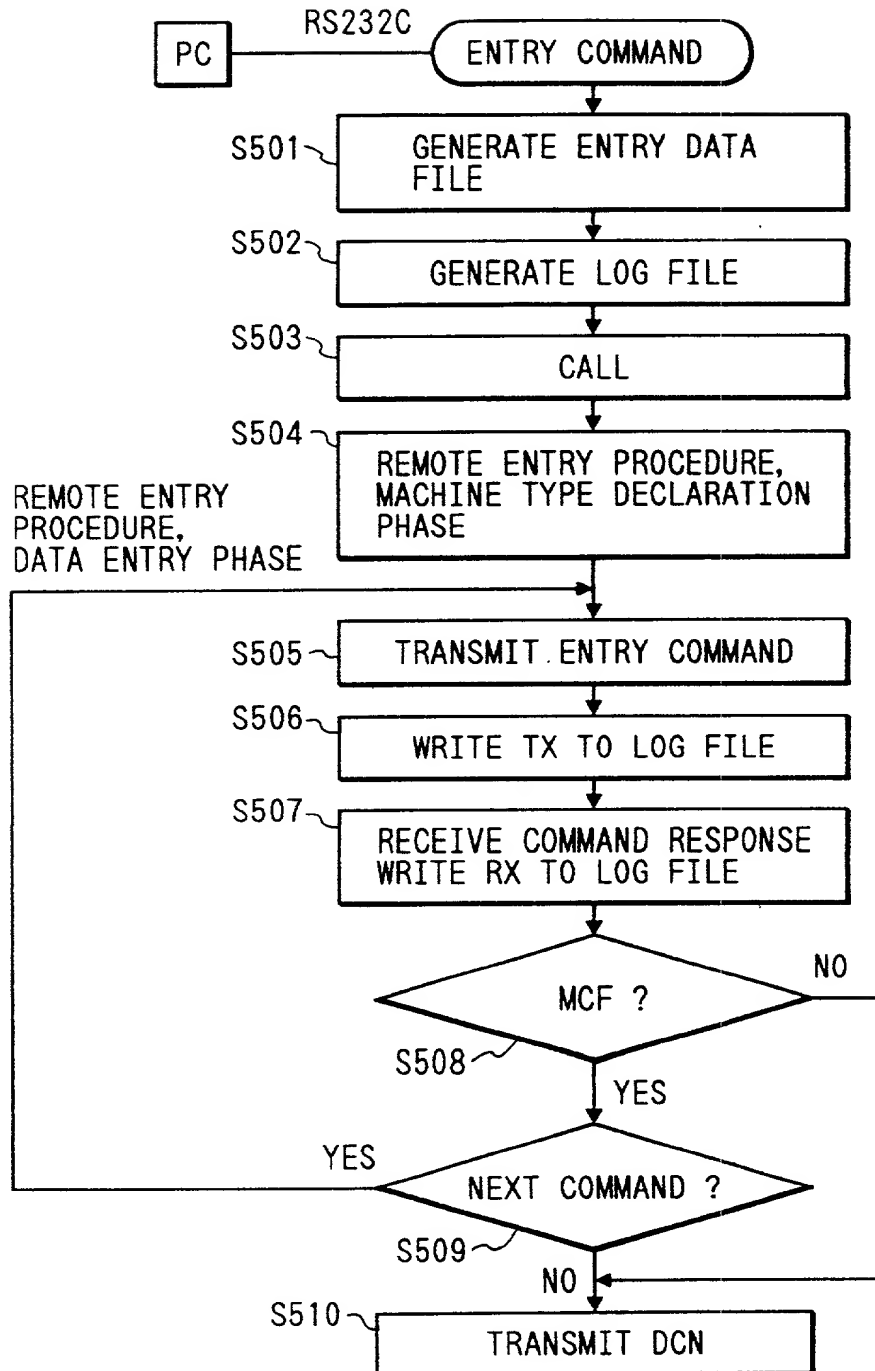 RS232C
PC
ENTRY COMMAND
S501
GENERATE ENTRY DATA
FILE
S502
GENERATE LOG FILE
S503
CALL
S504
REMOTE ENTRY PROCEDURE,
MACHINE TYPE DECLARATION
PHASE
REMOTE ENTRY
PROCEDURE,
DATA ENTRY PHASE
S505
TRANSMIT ENTRY COMMAND
S506
WRITE TX TO LOG FILE
S507
RECEIVE COMMAND RESPONSE
WRITE RX TO LOG FILE
MCF ?
NO
S508
YES
YES
NEXT COMMAND ?
S509
NO
S510
TRANSMIT DCN